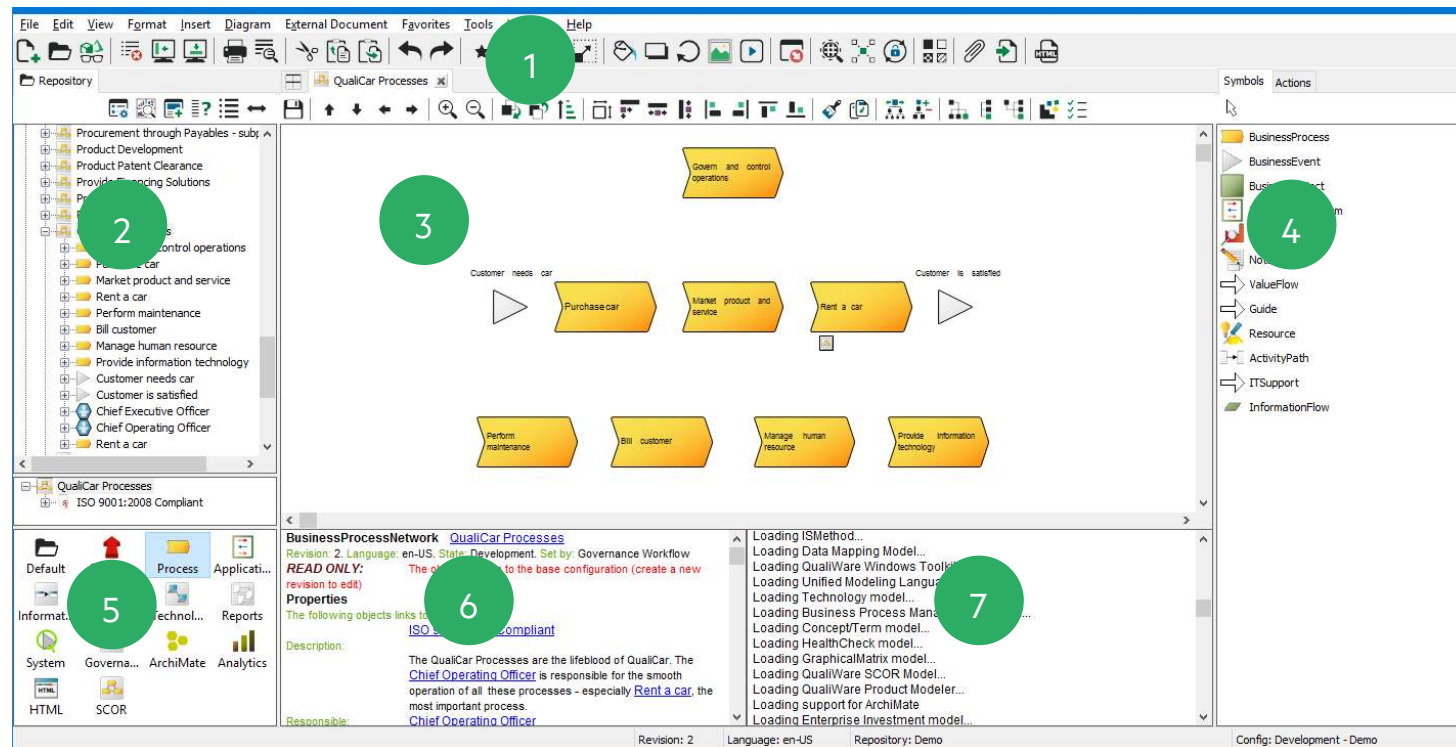 File Edit View Format Insert Diagram External Document Favorites Tools Help
1
Repository
QualiCar Processes
Symbols Actions
Procurement through Payables - subp
Product Development
Product Patent Clearance
Provide Financing Solutions
2
control operations
car
Market product and service
Rent a car
Perform maintenance
Bill customer
Manage human resource
Provide information technology
Customer needs car
Customer is satisfied
Chief Executive Officer
Chief Operating Officer
Rent a car
QualiCar Processes
ISO 9001:2008 Compliant
3
Govern and control
operations
Customer needs car
Customer is satisfied
Purchase car
Market product and
service
Rent a car
Perform
maintenance
Bill customer
Manage human
resource
Provide Information
technology
BusinessProcess
BusinessEvent
4
ValueFlow
Guide
Resource
ActivityPath
ITSupport
InformationFlow
Default
Process
Applicati...
Informat.
5
Technol...
Reports
System
Governa...
ArchiMate
Analytics
HTML
HTML
SCOR
BusinessProcessNetwork QualiCar Processes
Revision: 2. Language: en-US. State: Development. Set by: Governance Workflow
READ ONLY: The to the base configuration (create a new
revision to edit)
Properties
The following objects links to
6
ISO Compliant
Description:
The QualiCar Processes are the lifeblood of QualiCar. The
Chief Operating Officer is responsible for the smooth
operation of all these processes - especially Rent a car, the
most important process.
Responsible: Chief Operating Officer
Loading ISMethod...
Loading Data Mapping Model...
Loading QualiWare Windows Toolki
Loading Unified Modeling Langua
Loading Technology model...
Loading Business Process Mana ...
7
Loading Concept/Term model...
Loading HealthCheck model...
Loading GraphicalMatrix model...
Loading QualiWare SCOR Model...
Loading QualiWare Product Modeler...
Loading support for ArchiMate
Loading Enterprise Investment model...
Revision: 2 Language: en-US Repository: Demo Config: Development - Demo